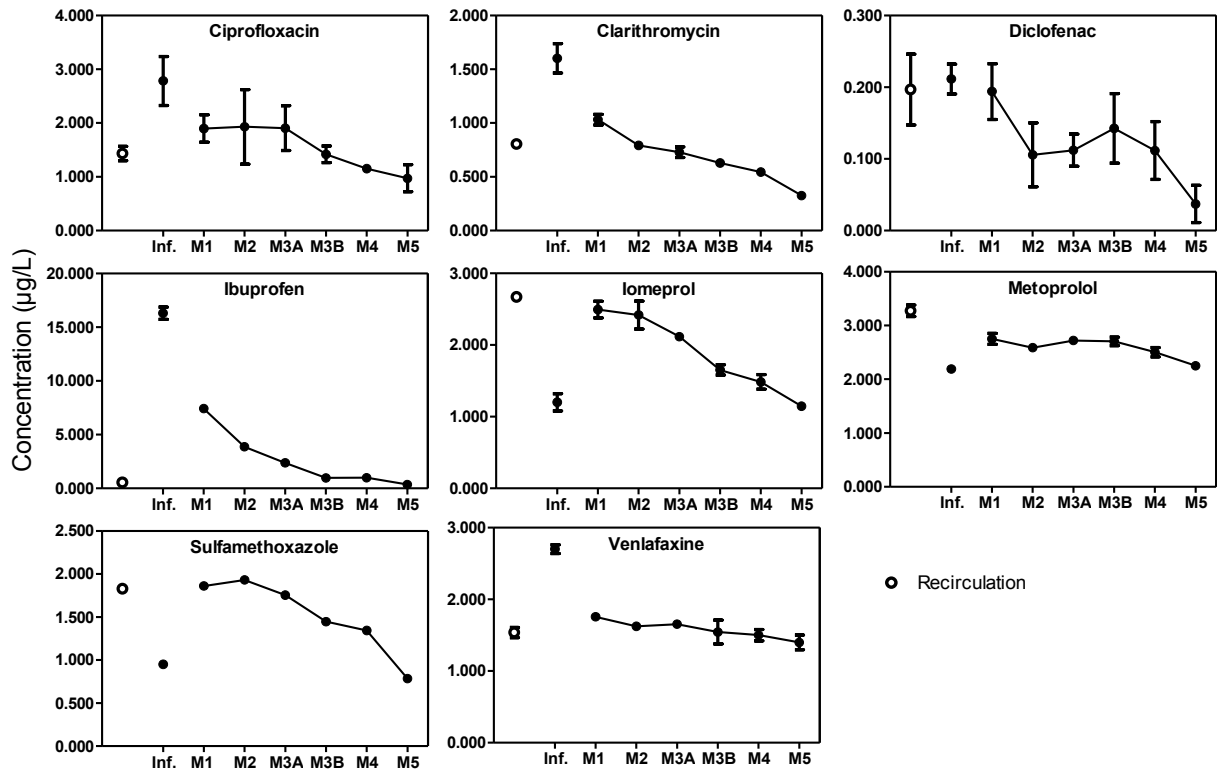 Concentration (µg/L)
Ciprofloxacin
4.000
3.000
2.000
1.000
0.000
Inf. M1 M2 M3A M3B M4 M5
Clarithromycin
2.000
1.500
1.000
0.500
0.000
Inf. M1 M2 M3A M3B M4 M5
Diclofenac
0.300
0.200
0.100
0.000
Inf. M1 M2 M3A M3B M4 M5
Ibuprofen
20.000
15.000
10.000
5.000
0.000
Inf. M1 M2 M3A M3B M4 M5
Iomeprol
3.000
2.000
1.000
0.000
Inf. M1 M2 M3A M3B M4 M5
Metoprolol
4.000
3.000
2.000
1.000
0.000
Inf. M1 M2 M3A M3B M4 M5
Sulfamethoxazole
2.500
2.000
1.500
1.000
0.500
0.000
Inf. M1 M2 M3A M3B M4 M5
Venlafaxine
3.000
2.000
1.000
0.000
Inf. M1 M2 M3A M3B M4 M5
Recirculation